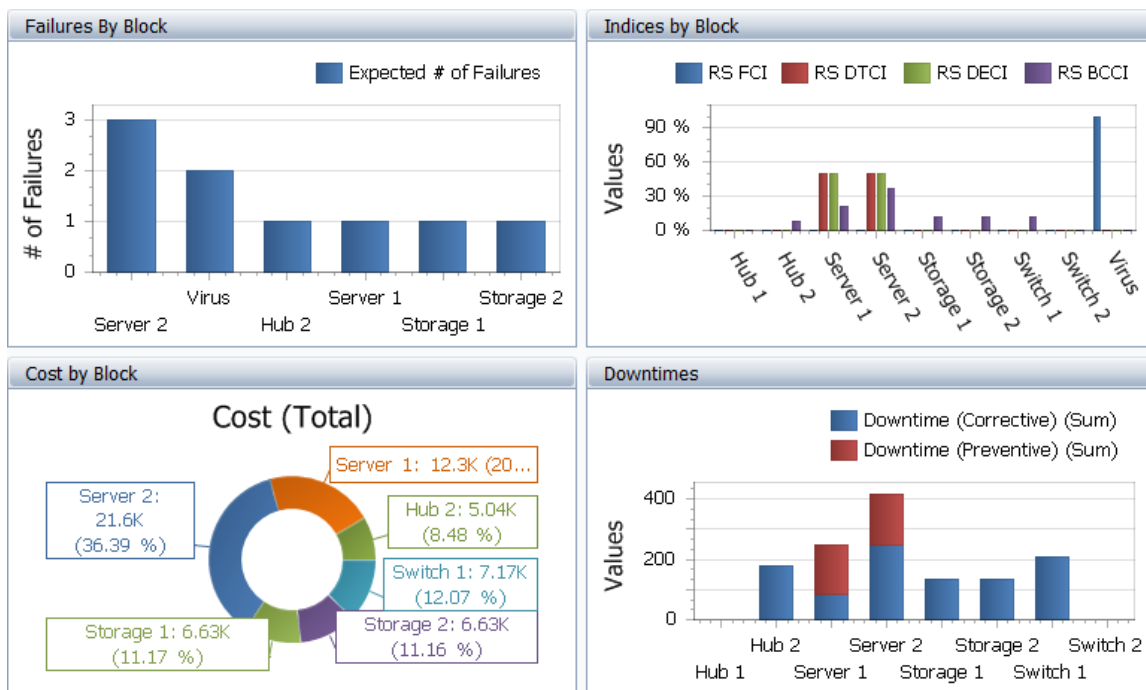 Failures By Block
Expected # of Failures
# of Failures
3
2
1
0
Virus
Server 1
Storage 2
Server 2
Hub 2
Storage 1
Indices by Block
RS FCI
RS DTCI
RS DECI
RS BCCI
Values
90 %
60 %
30 %
0 %
Hub 1
Hub 2
Server 1
Server 2
Storage 1
Storage 2
Switch 1
Switch 2
Virus
Cost by Block
Cost (Total)
Server 1: 12.3K (20...
Server 2:
21.6K
(36.39 %)
Hub 2: 5.04K
(8.48 %)
Switch 1: 7.17K
(12.07 %)
Storage 2: 6.63K
(11.16 %)
Storage 1: 6.63K
(11.17 %)
Downtimes
Downtime (Corrective) (Sum)
Downtime (Preventive) (Sum)
Values
400
200
0
Hub 2
Server 2
Storage 2
Switch 2
Hub 1
Server 1
Storage 1
Switch 1